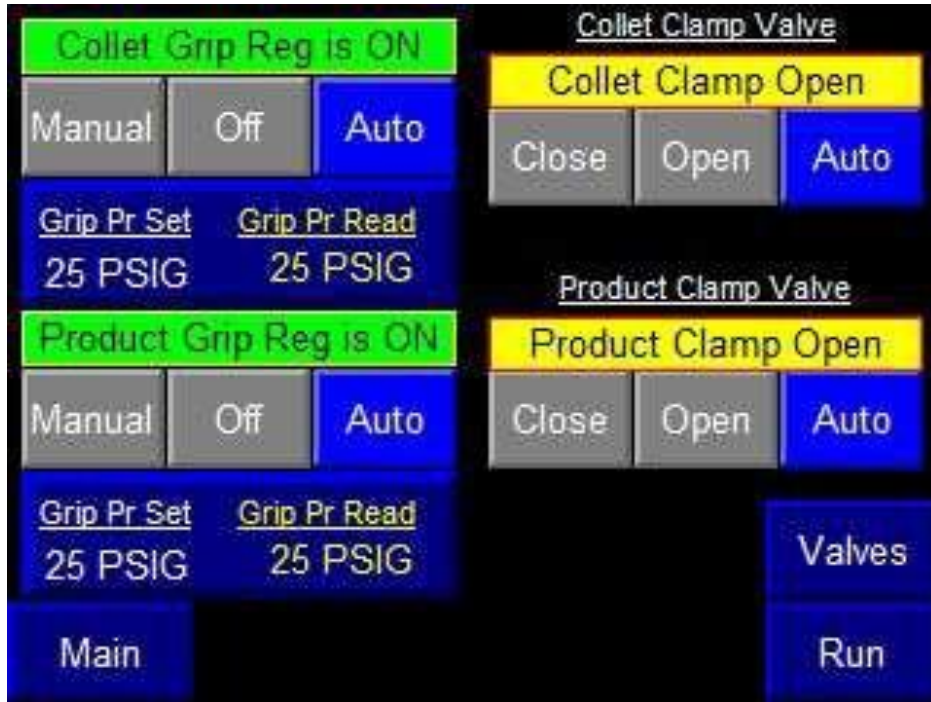 Collet Grip Reg is ON
Manual Off Auto
Grip Pr Set Grip Pr Read
25 PSIG 25 PSIG
Product Grip Reg is ON
Manual Off Auto
Grip Pr Set Grip Pr Read
25 PSIG 25 PSIG
Main
Collet Clamp Valve
Collet Clamp Open
Close Open Auto
Product Clamp Valve
Product Clamp Open
Close Open Auto
Valves
Run